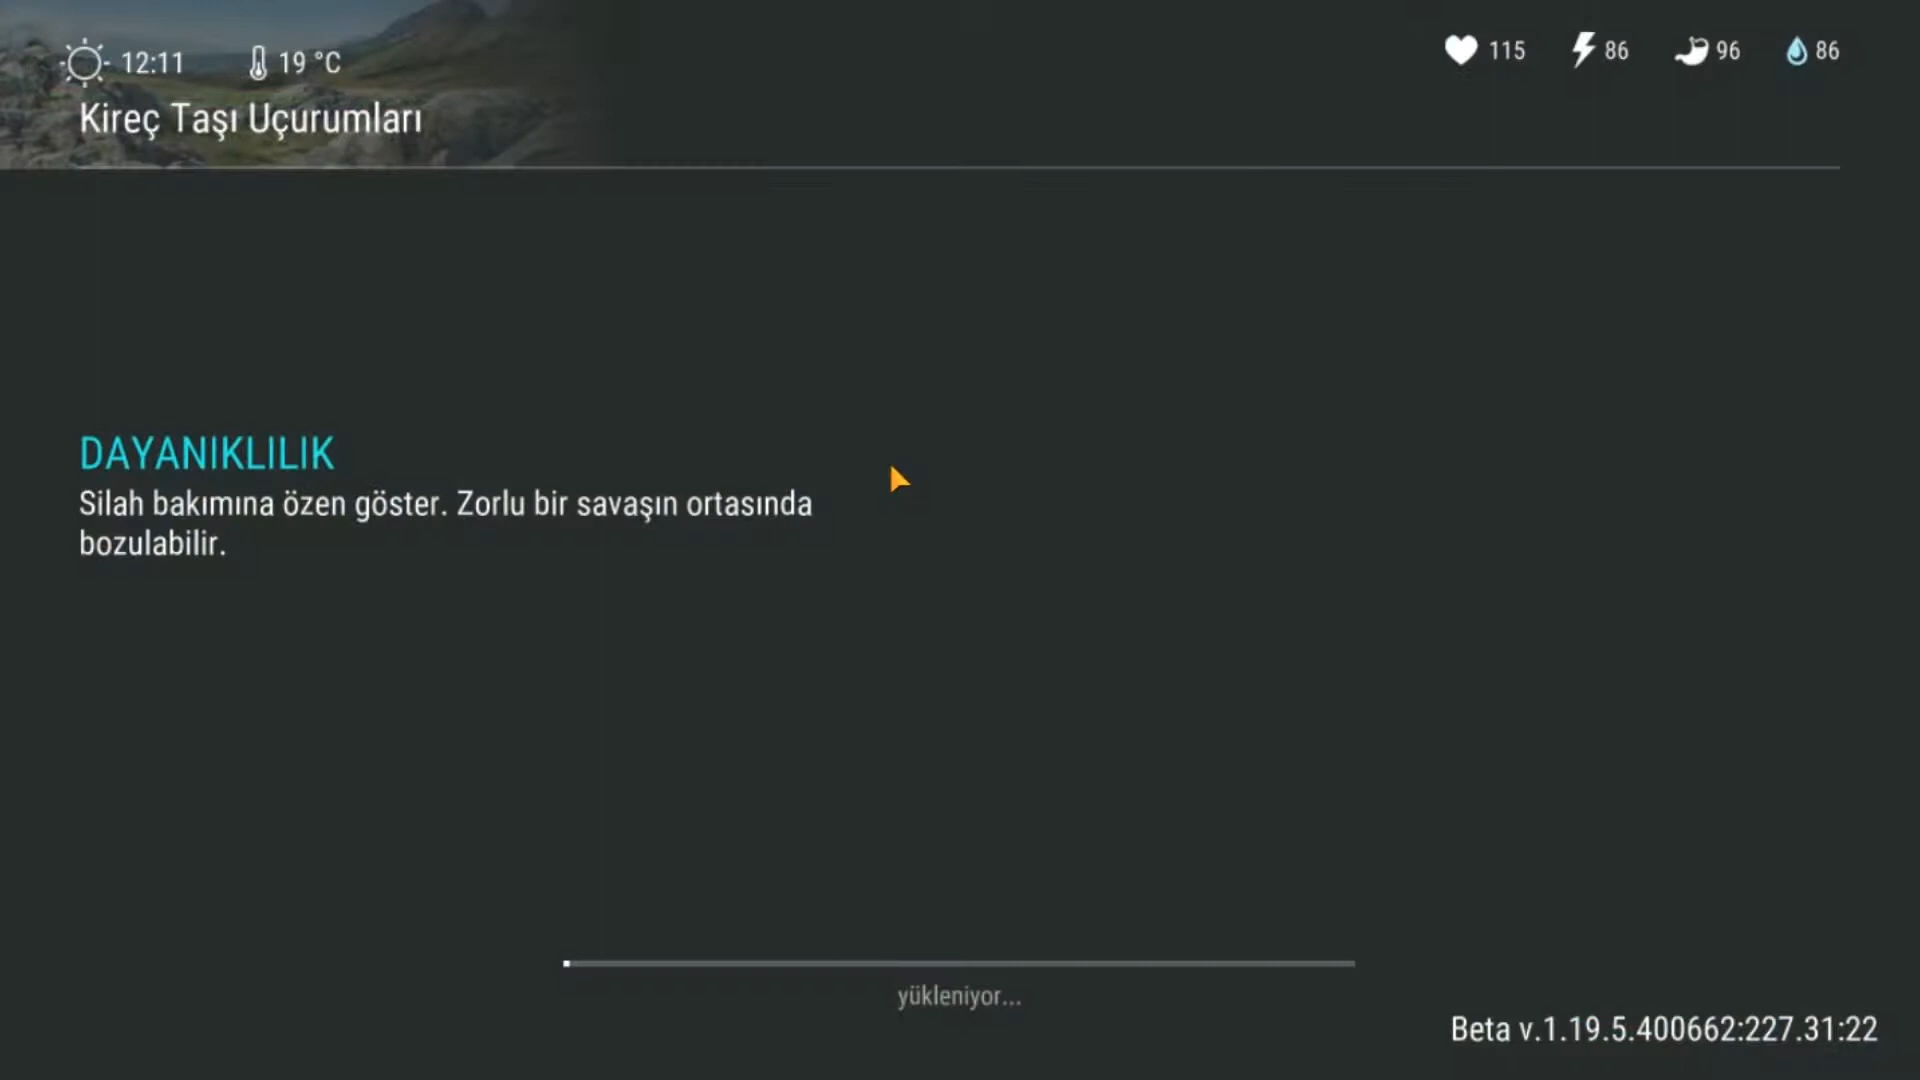 12:11 19 °C
115 86 96 86
Kireç Taşı Uçurumları
DAYANIKLILIK
Silah bakımına özen göster. Zorlu bir savaşın ortasında
bozulabilir.
yükleniyor...
Beta v.1.19.5.400662:227.31:22